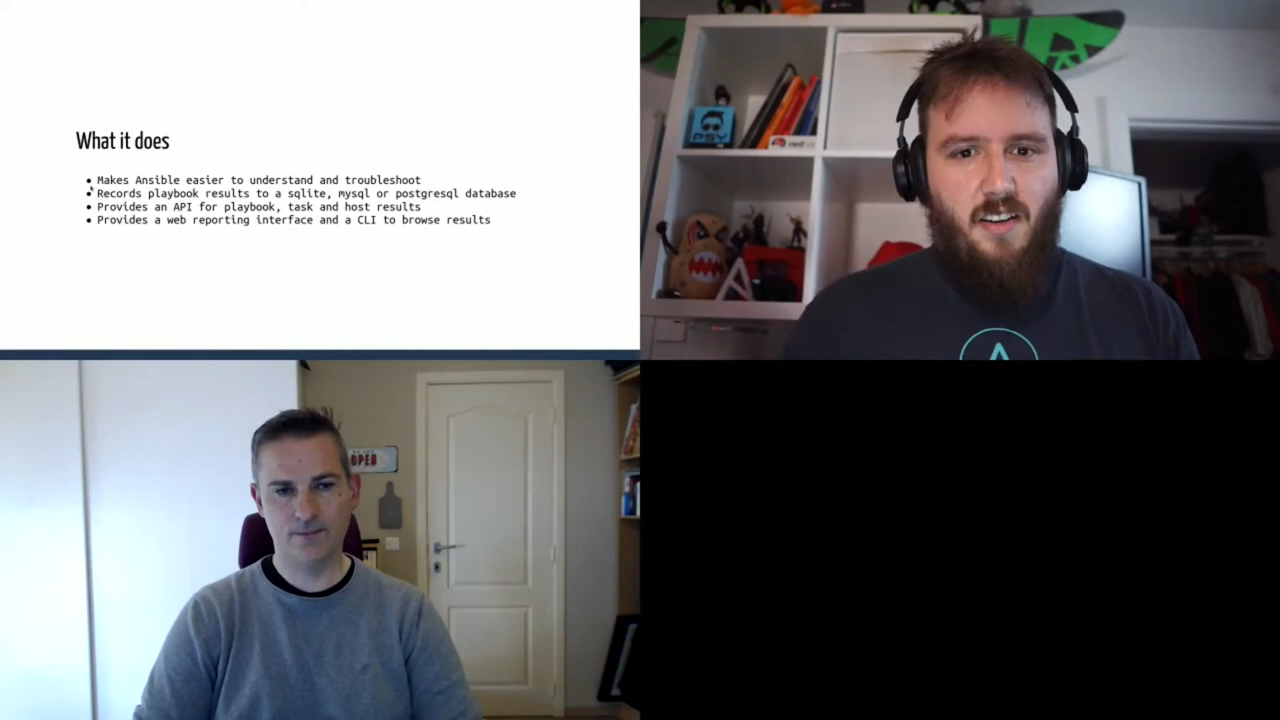 What it does
Makes Ansible easier to understand and troubleshoot
Records playbook results to a sqlite, mysql or postgresql database
Provides an API for playbook, task and host results
Provides a web reporting interface and a CLI to browse results
PSY
red
OPEN